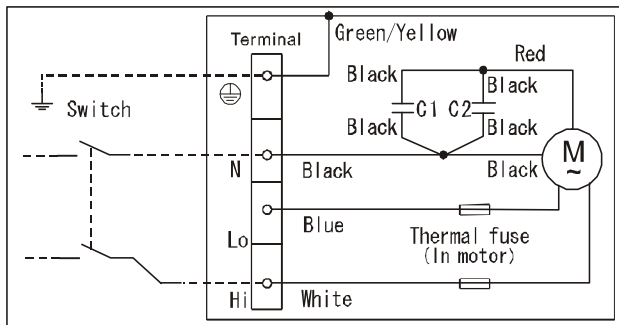 Green/Yellow
Terminal
Red
Black
Black
C1 C2
Switch
Black
Black
N
Black
Black
M
~
Blue
Lo
Thermal fuse
(In motor)
Hi
White